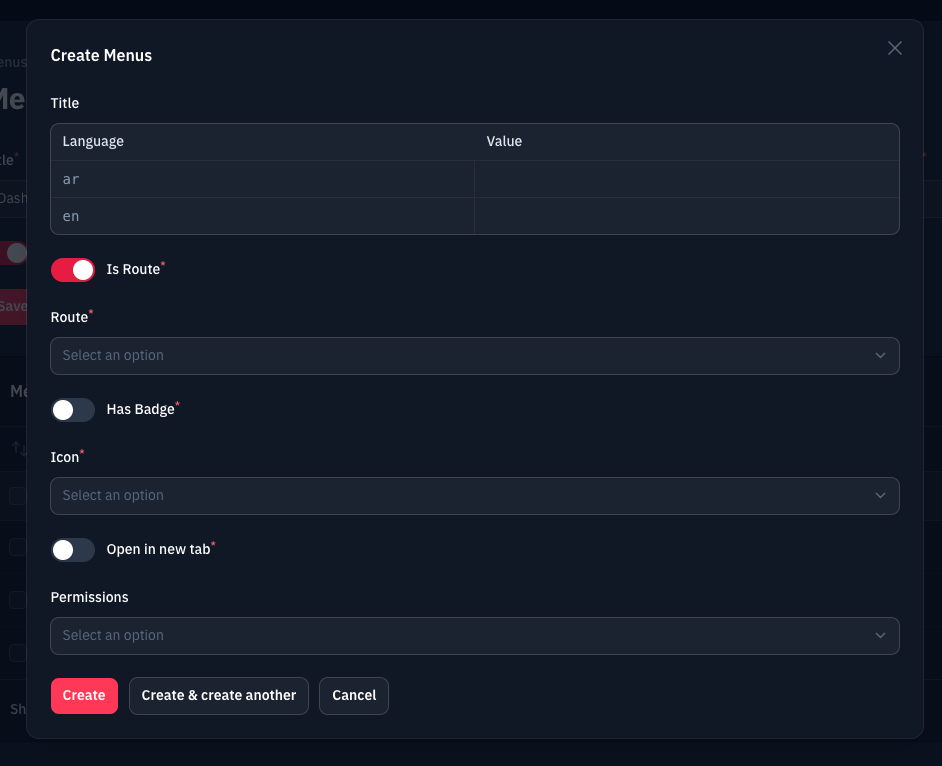 Create Menus
enus
Me
Title
tle*
Language Value
ar
Dash
en
Is Route*
Save
Route*
Select an option
Me
Has Badge*
Icon*
Select an option
Open in new tab*
Permissions
Select an option
Create Create & create another Cancel
Sh